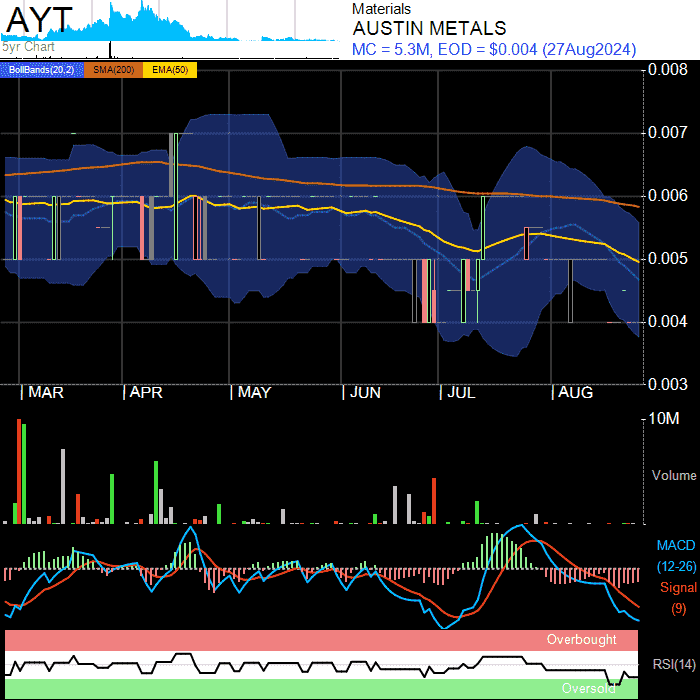 AYT
5yr Chart
Materials
AUSTIN METALS
MC = 5.3M, EOD = $0.004 (27Aug2024)
BollBands(20,2) SMA(200) EMA(50)
0.008
0.007
0.006
0.005
0.004
0.003
MAR APR MAY JUN JUL AUG
10M
Volume
MACD
(12-26)
Signal
(9)
Overbought
RSI(14)
Oversold